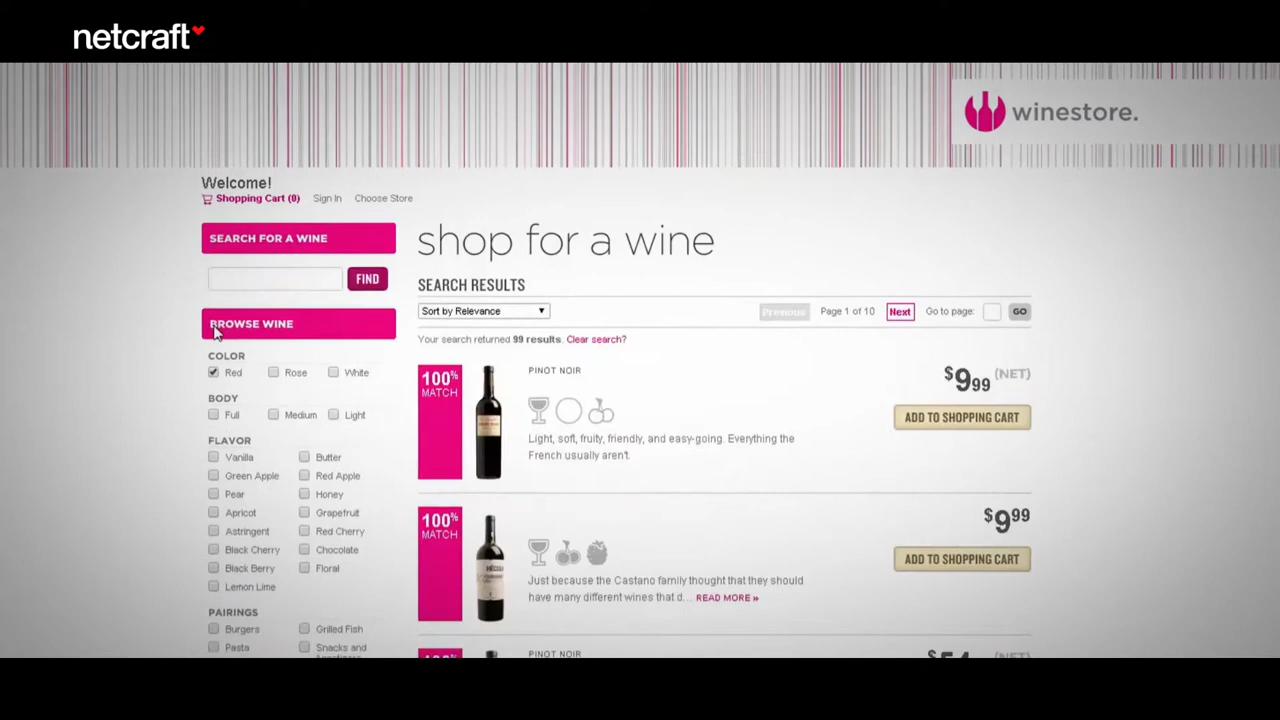 netcraft
winestore.
Welcome!
Shopping Cart (0) Sign In Choose Store
SEARCH FOR A WINE
FIND
BROWSE WINE
COLOR
Red Rose White
BODY
Full Medium Light
FLAVOR
Vanilla Butter
Green Apple Red Apple
Pear Honey
Apricot Grapefruit
Astringent Red Cherry
Black Cherry Chocolate
Black Berry Floral
Lemon Lime
PAIRINGS
Burgers Grilled Fish
Pasta Snacks and
shop for a wine
SEARCH RESULTS
Sort by Relevance Previous Page 1 of 10 Next Go to page: GO
Your search returned 99 results. Clear search?
100% MATCH
PINOT NOIR
$9.99 (NET)
ADD TO SHOPPING CART
Light, soft, fruity, friendly, and easy-going. Everything the
French usually aren't.
100% MATCH
$9.99
ADD TO SHOPPING CART
Just because the Castano family thought that they should
have many different wines that d... READ MORE »
100%
PINOT NOIR
(NET)